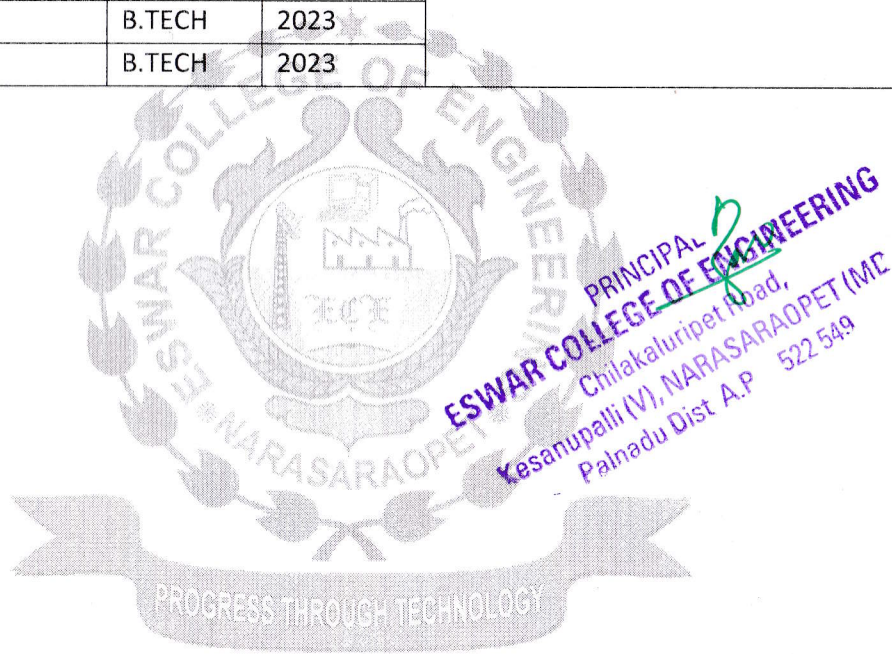 B.TECH 2023
B.TECH 2023
ESWAR COLLEGE OF ENGINEERING
ECE
NARASARAOPET
PROGRESS THROUGH TECHNOLOGY
PRINCIPAL
ESWAR COLLEGE OF ENGINEERING
Chilakaluripet Road,
Kesanupalli (V), NARASARAOPET (MD
Palnadu Dist A.P 522 549